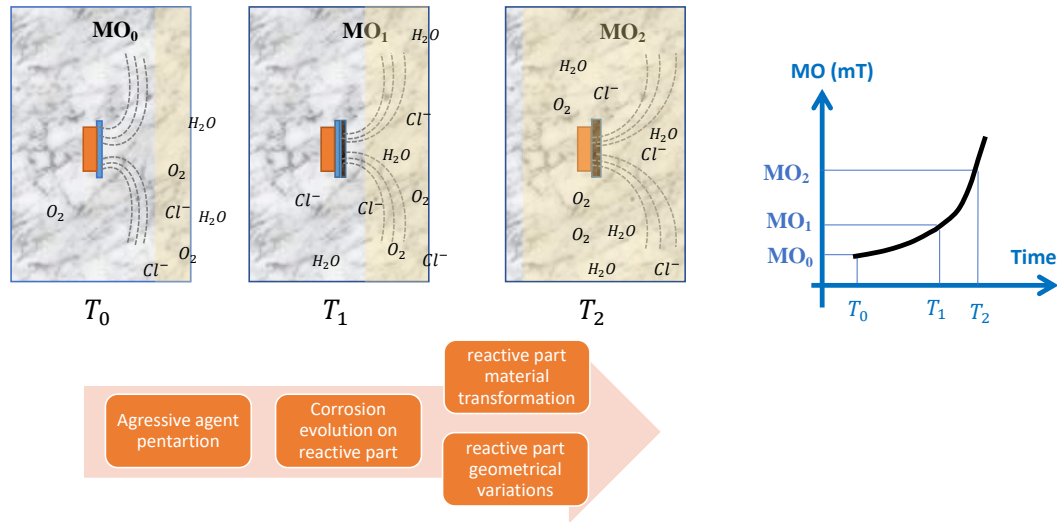 MO₀
H₂O
O₂
O₂
Cl⁻
H₂O
O₂
Cl⁻
T₀
MO₁
H₂O
Cl⁻
H₂O
Cl⁻
Cl⁻
O₂
O₂
H₂O
Cl⁻
T₁
MO₂
H₂O
Cl⁻
O₂
H₂O
Cl⁻
O₂
O₂
H₂O
H₂O
Cl⁻
T₂
MO (mT)
MO₂
MO₁
MO₀
Time
T₀
T₁
T₂
Agressive agent
pentartion
Corrosion
evolution on
reactive part
reactive part
material
transformation
reactive part
geometrical
variations